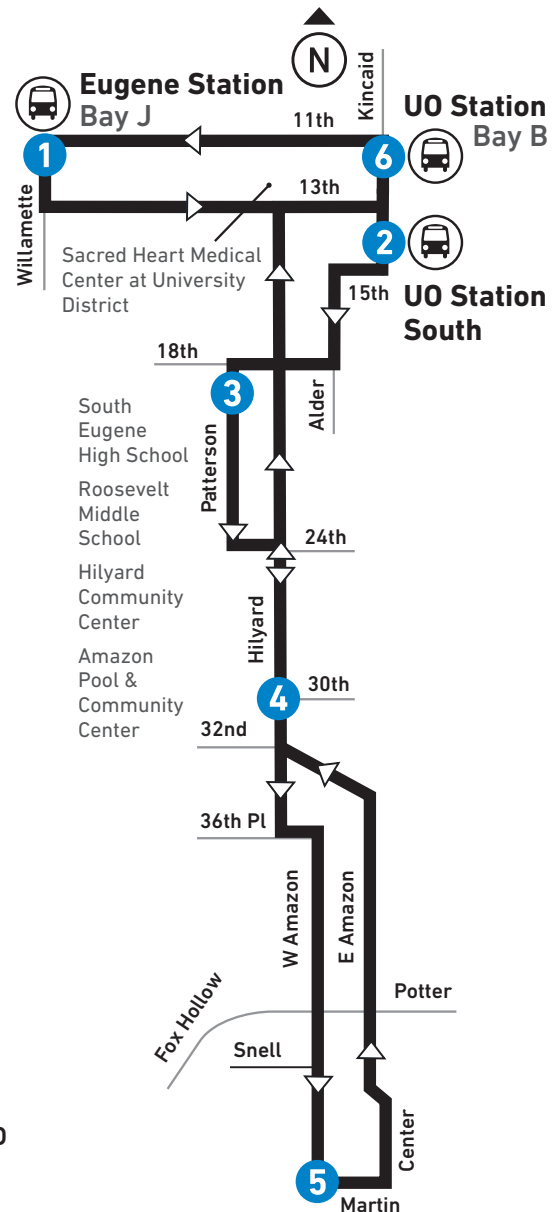 N
Kincaid
Eugene Station
Bay J
UO Station
Bay B
11th
1
6
13th
Willamette
Sacred Heart Medical
Center at University
District
2
15th
UO Station
South
18th
3
Alder
South
Eugene
High School
Patterson
Roosevelt
Middle
School
24th
Hilyard
Community
Center
Hilyard
Amazon
Pool &
Community
Center
30th
4
32nd
36th Pl
W Amazon
E Amazon
Potter
Fox Hollow
Snell
Center
5
Martin